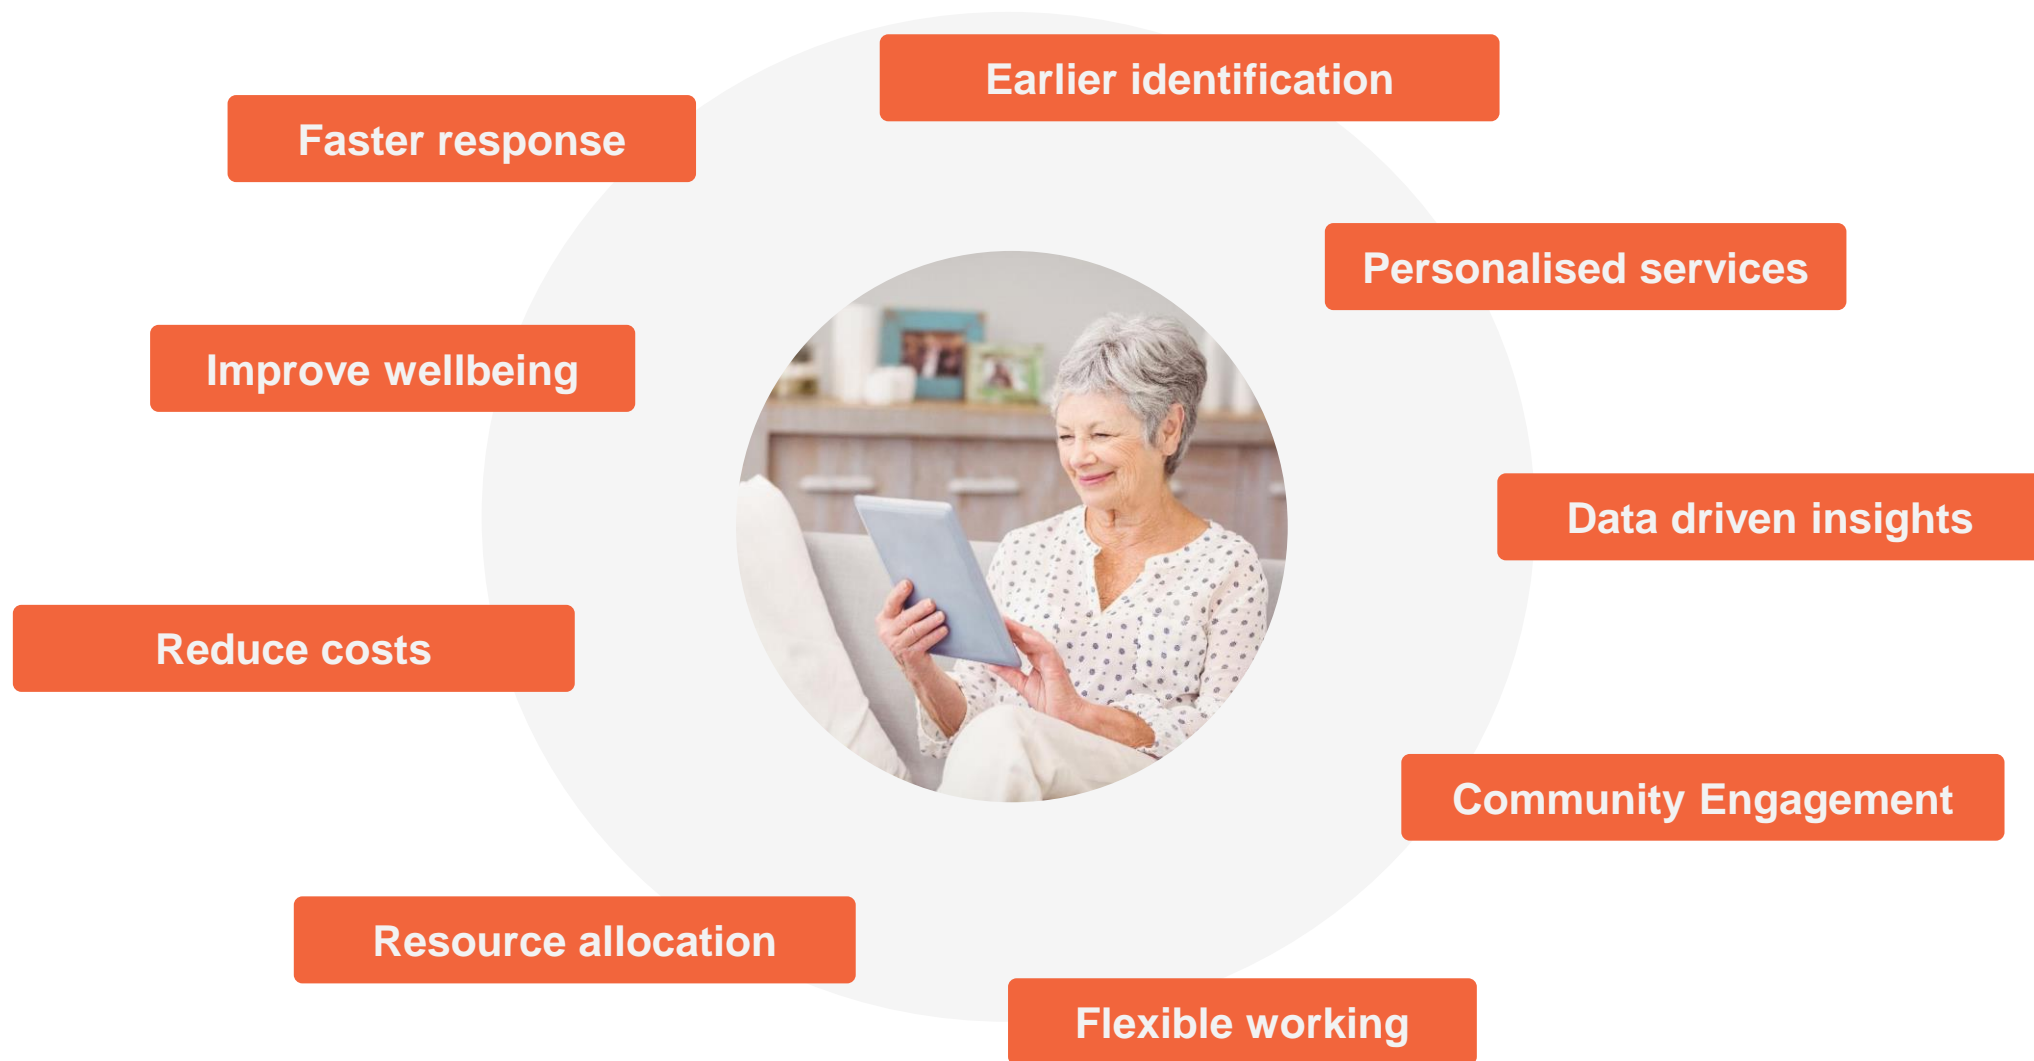 Earlier identification
Faster response
Personalised services
Improve wellbeing
Data driven insights
Reduce costs
Community Engagement
Resource allocation
Flexible working